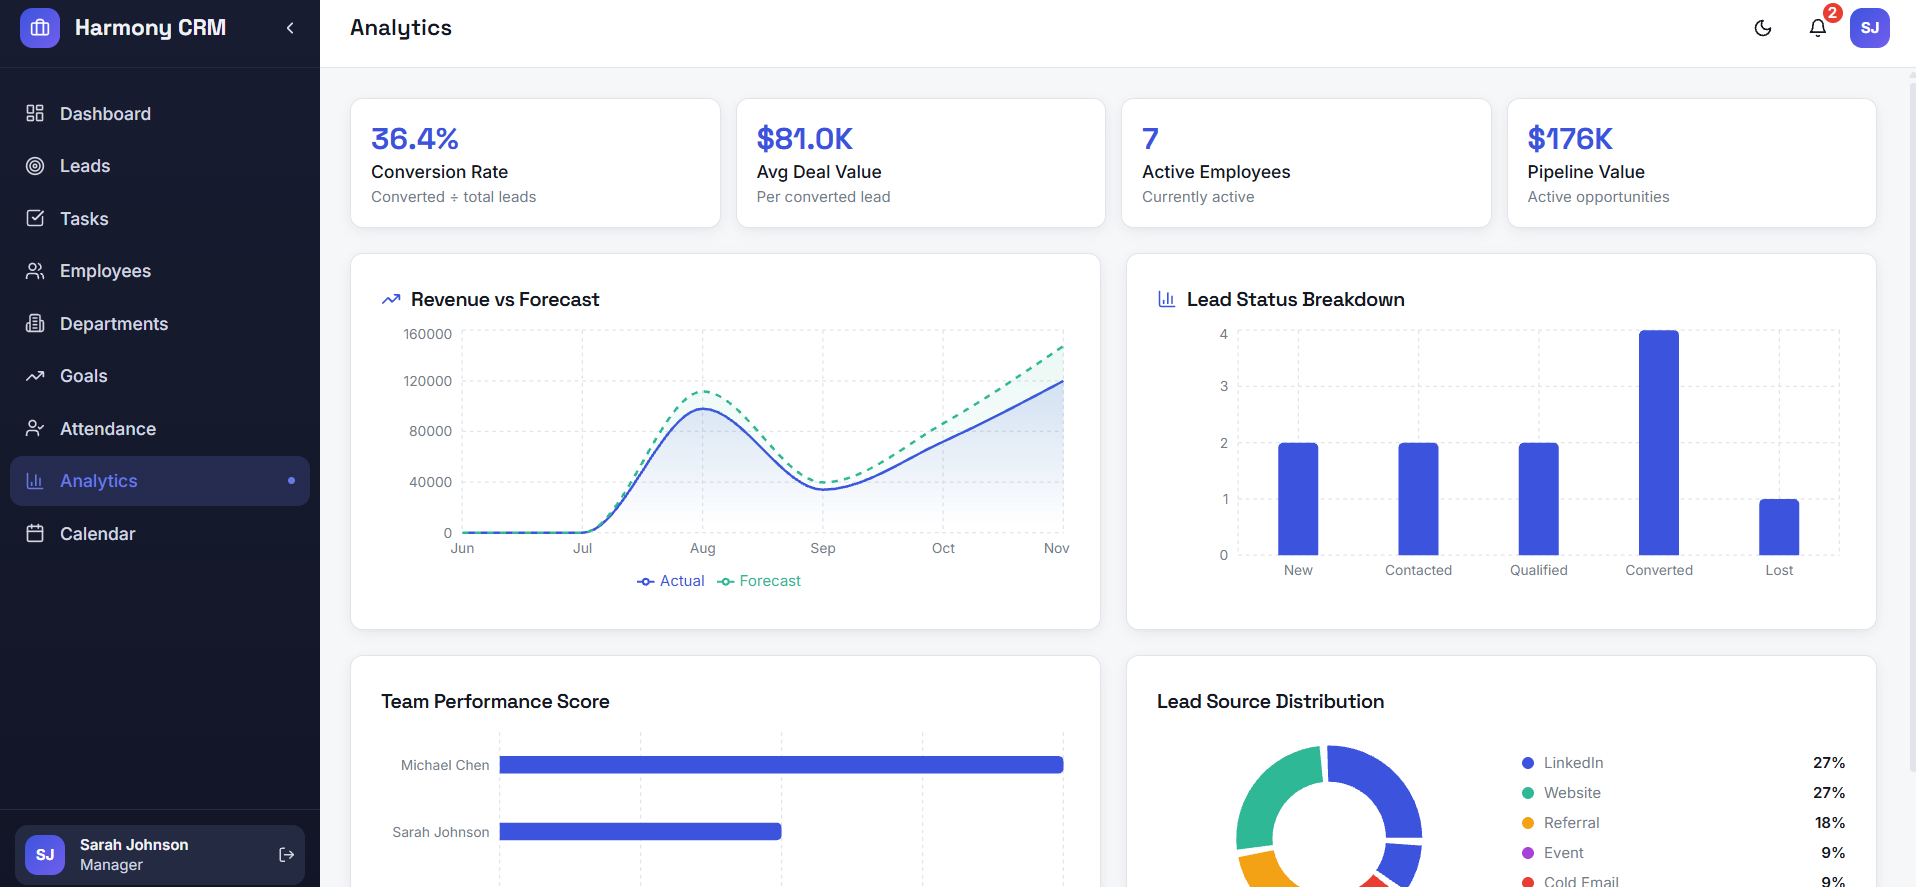 Harmony CRM
Dashboard
Leads
Tasks
Employees
Departments
Goals
Attendance
Analytics
Calendar
SJ
Sarah Johnson
Manager
Analytics
2
SJ
36.4%
Conversion Rate
Converted ÷ total leads
$81.0K
Avg Deal Value
Per converted lead
7
Active Employees
Currently active
$176K
Pipeline Value
Active opportunities
Revenue vs Forecast
160000
120000
80000
40000
0
Jun Jul Aug Sep Oct Nov
Actual Forecast
Lead Status Breakdown
4
3
2
1
0
New Contacted Qualified Converted Lost
Team Performance Score
Michael Chen
Sarah Johnson
Lead Source Distribution
LinkedIn 27%
Website 27%
Referral 18%
Event 9%
Cold Email 9%